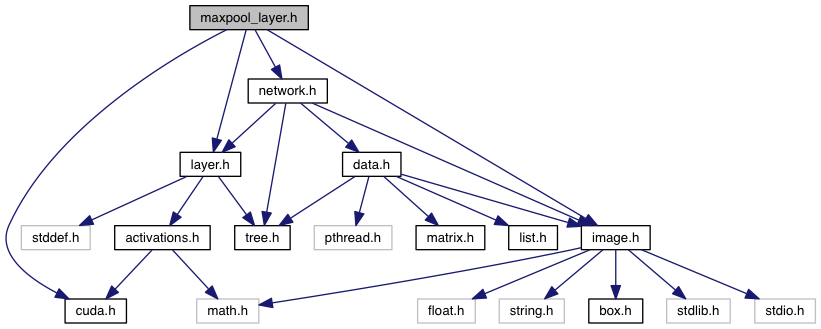 maxpool_layer.h
network.h
layer.h
data.h
stddef.h
activations.h
tree.h
pthread.h
matrix.h
list.h
image.h
cuda.h
math.h
float.h
string.h
box.h
stdlib.h
stdio.h